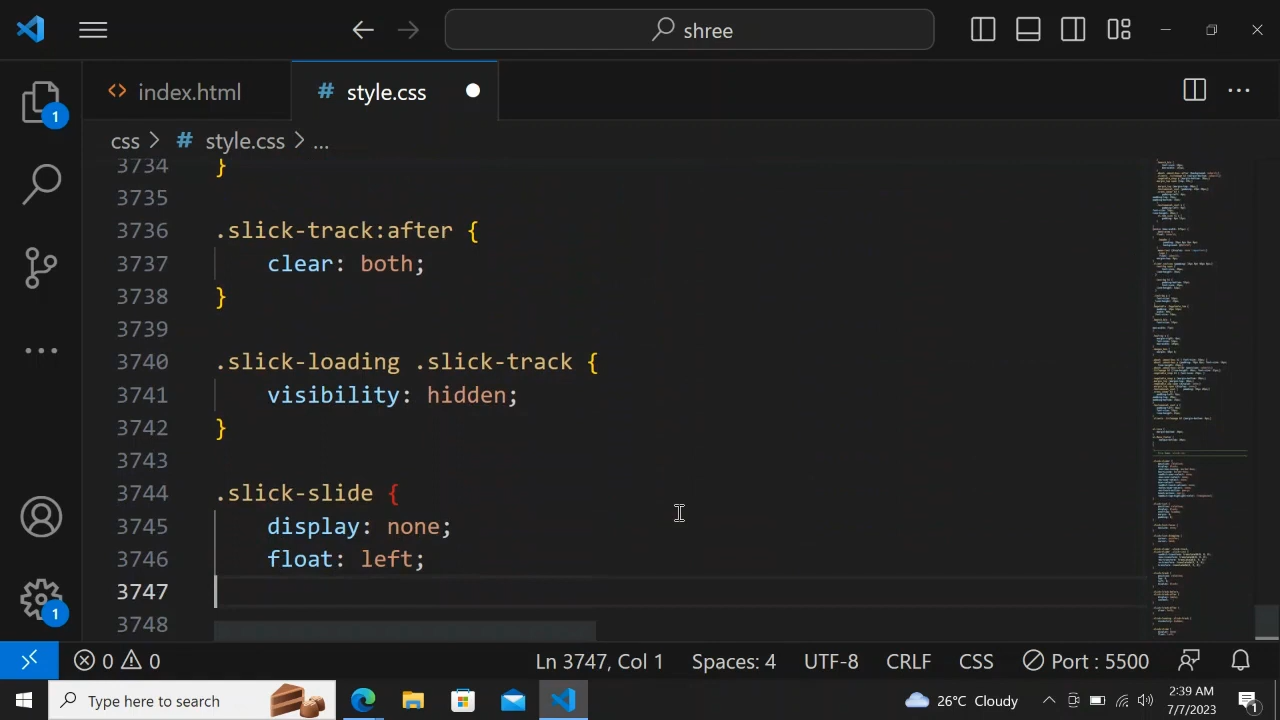 shree
index.html
# style.css
css > # style.css > ...
3734 }
3735
3736 .slick-track:after {
3737 clear: both;
3738 }
3739
3740 .slick-loading .slick-track {
3741 visibility: hidden;
3742 }
3743
3744 .slick-slide {
3745 display: none;
3746 float: left;
3747
3748
1
1
0 0 Ln 3747, Col 1 Spaces: 4 UTF-8 CRLF CSS Port : 5500
Type here to search 26°C Cloudy 2:39 AM
7/7/2023
1